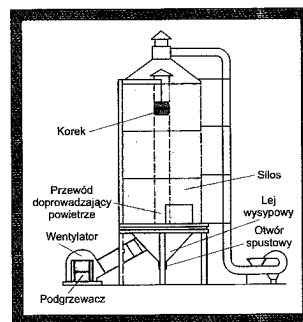 Korek
Silos
Przewód
doprowadzający
powietrze
Lej
wysypowy
Wentylator
Otwór
spustowy
Podgrzewacz